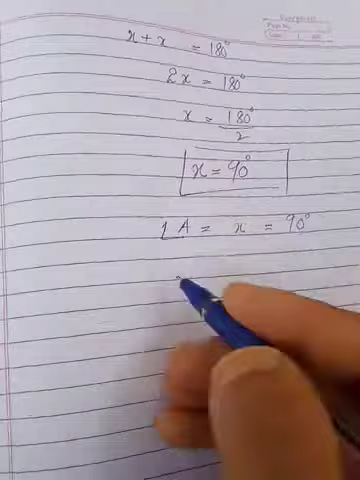 x + x = 180°
2x = 180°
x = 180°/2
x = 90°
∠A = x = 90°